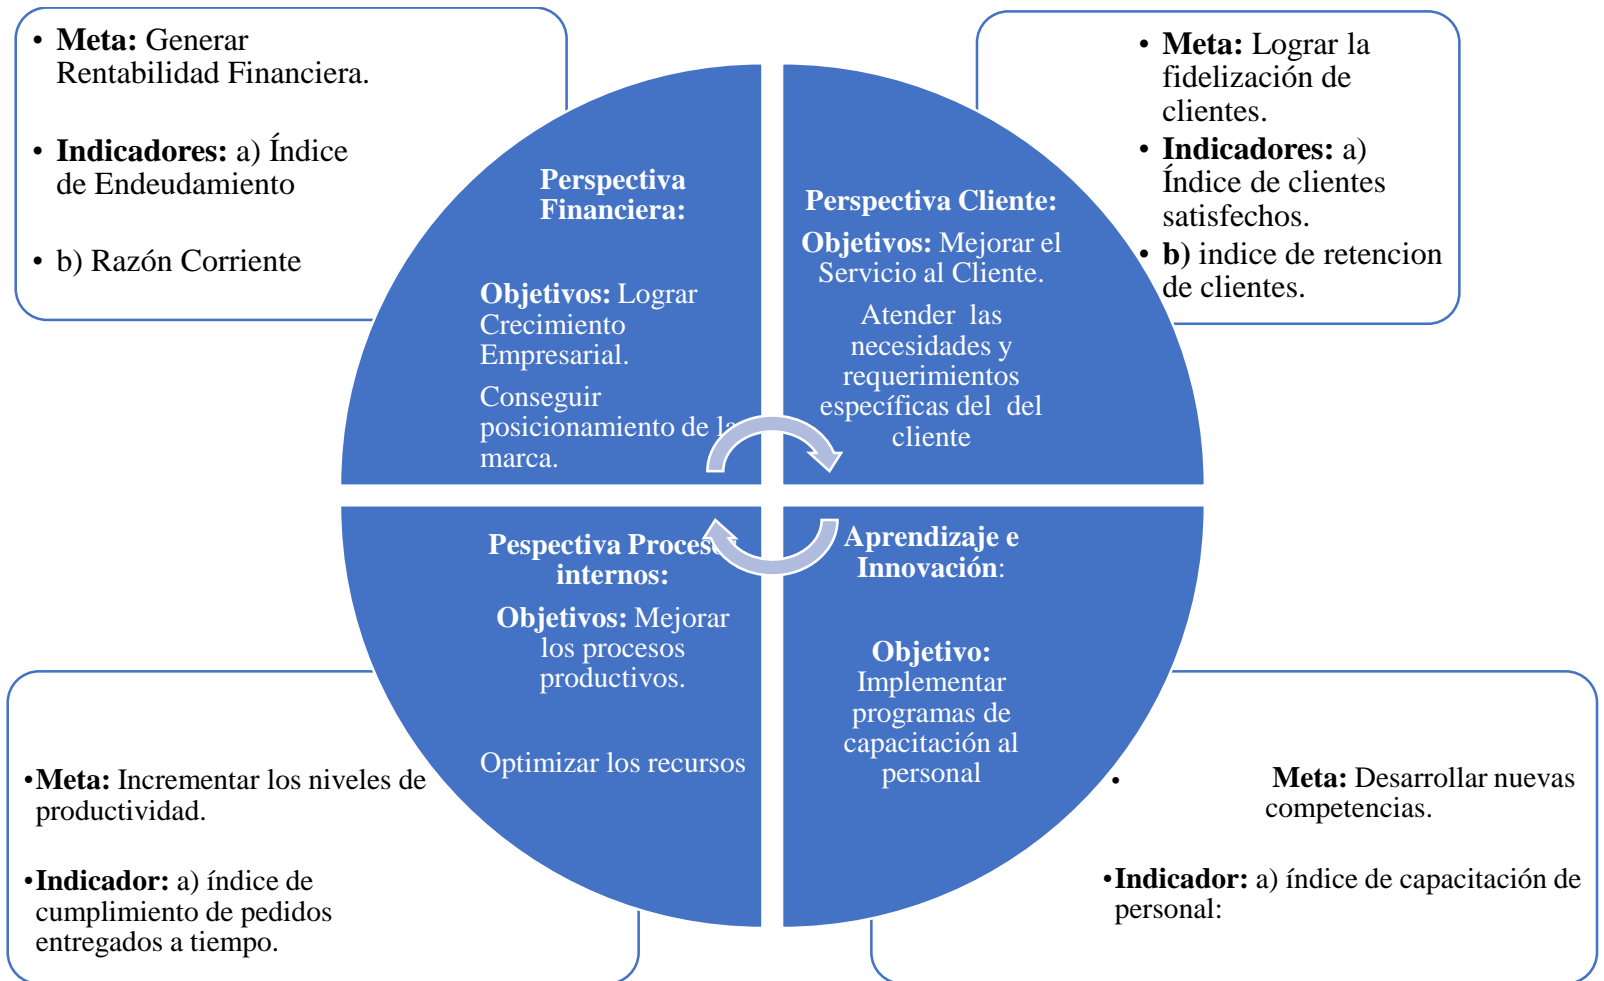 • Meta: Generar
Rentabilidad Financiera.
• Indicadores: a) Índice
de Endeudamiento
• b) Razón Corriente
Perspectiva
Financiera:
Objetivos: Lograr
Crecimiento
Empresarial.
Conseguir
posicionamiento de la
marca.
Perspectiva Cliente:
Objetivos: Mejorar el
Servicio al Cliente.
Atender las
necesidades y
requerimientos
específicas del del
cliente
• Meta: Lograr la
fidelización de
clientes.
• Indicadores: a)
Índice de clientes
satisfechos.
• b) indice de retencion
de clientes.
Pespectiva Procesos
internos:
Objetivos: Mejorar
los procesos
productivos.
Optimizar los recursos
•Meta: Incrementar los niveles de
productividad.
•Indicador: a) índice de
cumplimiento de pedidos
entregados a tiempo.
Aprendizaje e
Innovación:
Objetivo:
Implementar
programas de
capacitación al
personal
• Meta: Desarrollar nuevas
competencias.
•Indicador: a) índice de capacitación de
personal: